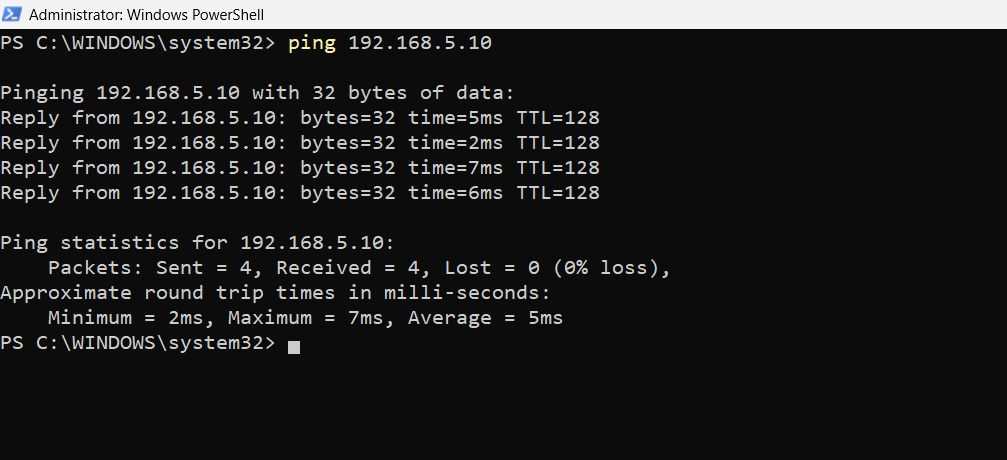 Administrator: Windows PowerShell
PS C:\WINDOWS\system32> ping 192.168.5.10
Pinging 192.168.5.10 with 32 bytes of data:
Reply from 192.168.5.10: bytes=32 time=5ms TTL=128
Reply from 192.168.5.10: bytes=32 time=2ms TTL=128
Reply from 192.168.5.10: bytes=32 time=7ms TTL=128
Reply from 192.168.5.10: bytes=32 time=6ms TTL=128
Ping statistics for 192.168.5.10:
    Packets: Sent = 4, Received = 4, Lost = 0 (0% loss),
Approximate round trip times in milli-seconds:
    Minimum = 2ms, Maximum = 7ms, Average = 5ms
PS C:\WINDOWS\system32>